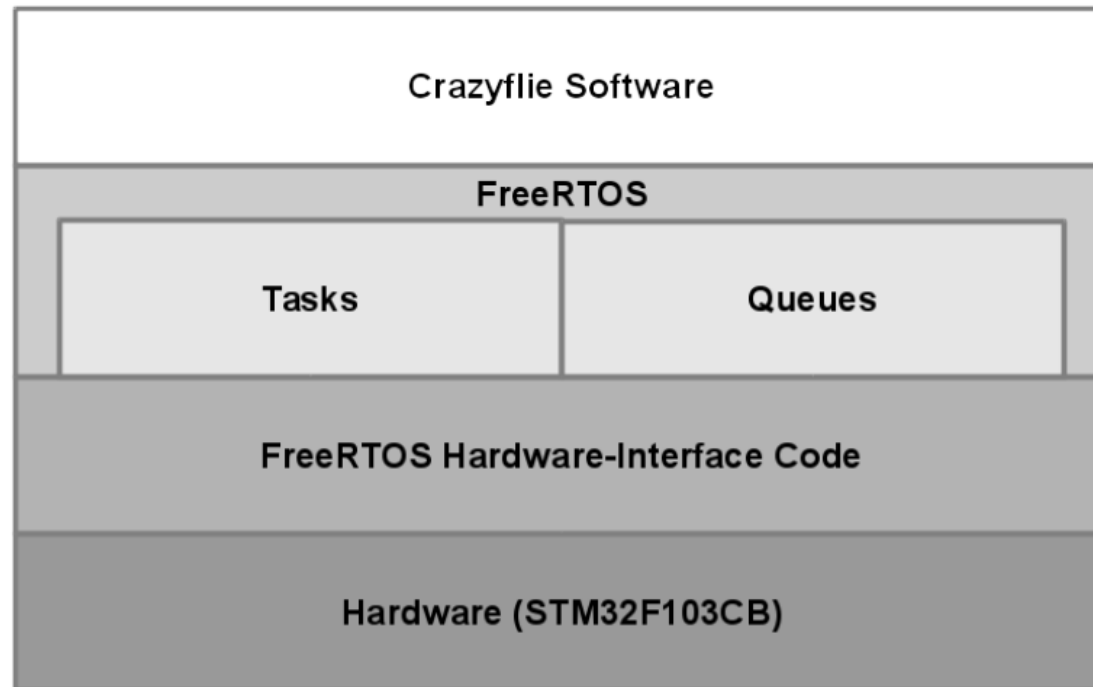 Crazyflie Software
FreeRTOS
Tasks
Queues
FreeRTOS Hardware-Interface Code
Hardware (STM32F103CB)